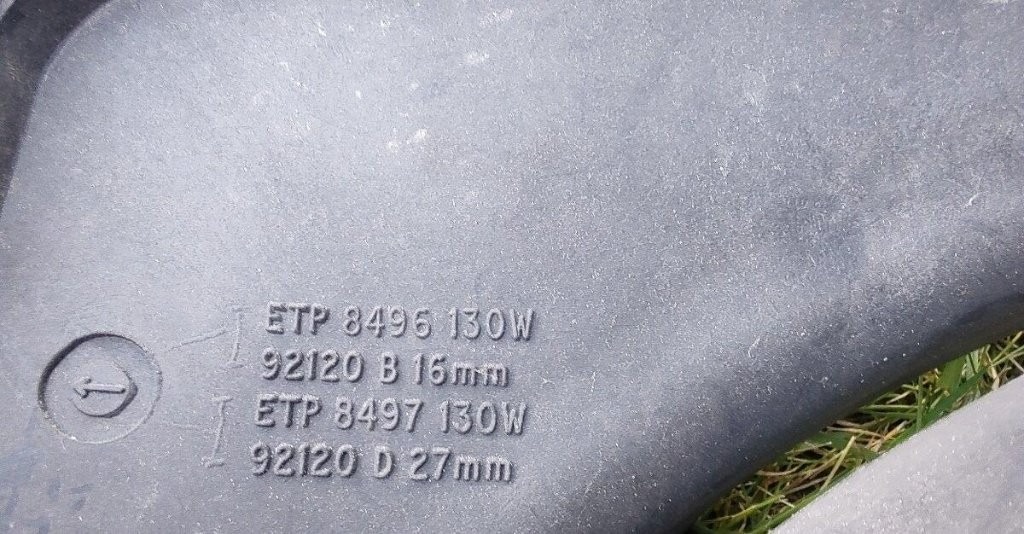 ETP 8496 130W
92120 B 16mm
ETP 8497 130W
92120 D 27mm